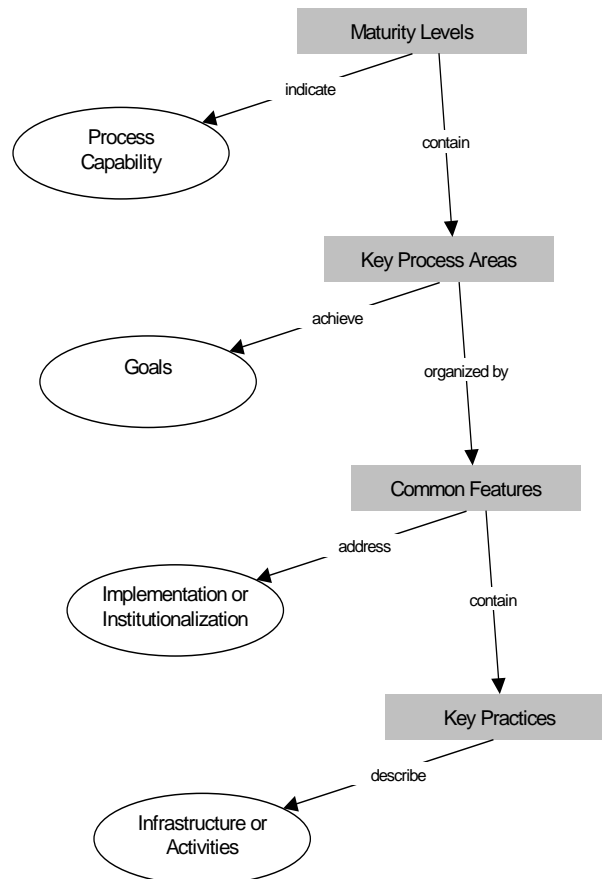 Maturity Levels
indicate
Process
Capability
contain
Key Process Areas
achieve
Goals
organized by
Common Features
address
Implementation or
Institutionalization
contain
Key Practices
describe
Infrastructure or
Activities